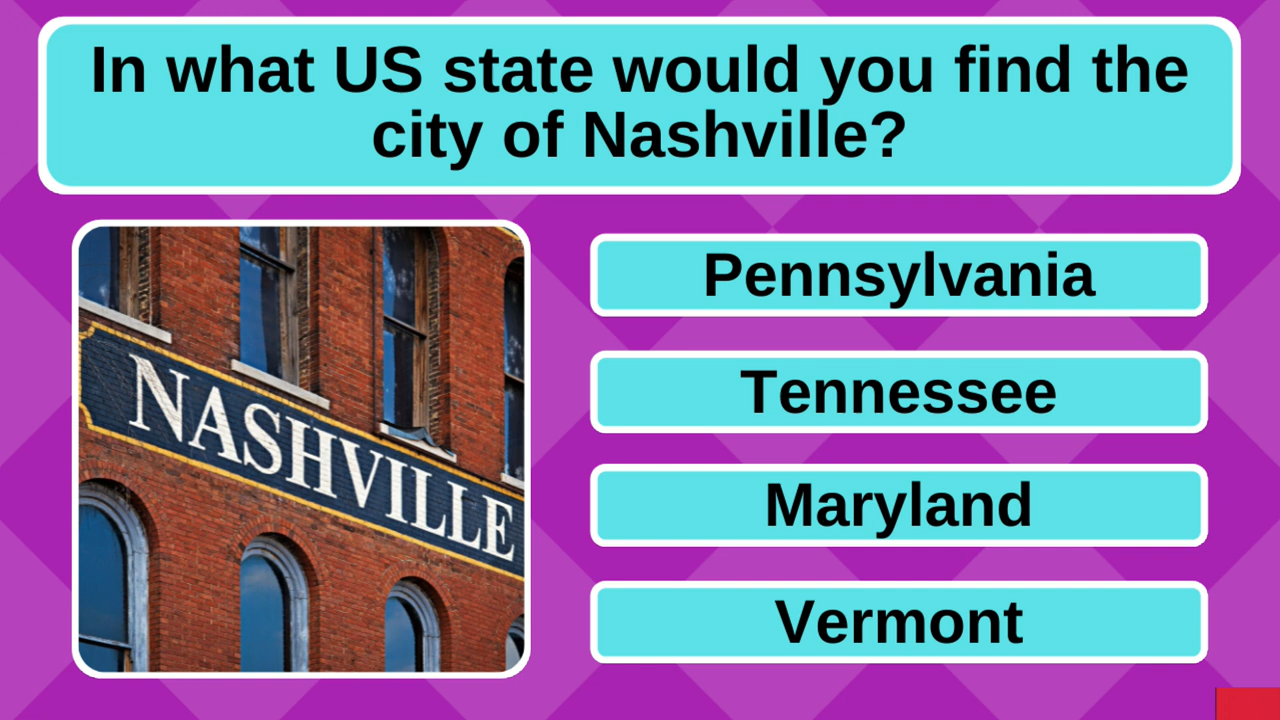 In what US state would you find the
city of Nashville?
NASHVILLE
Pennsylvania
Tennessee
Maryland
Vermont